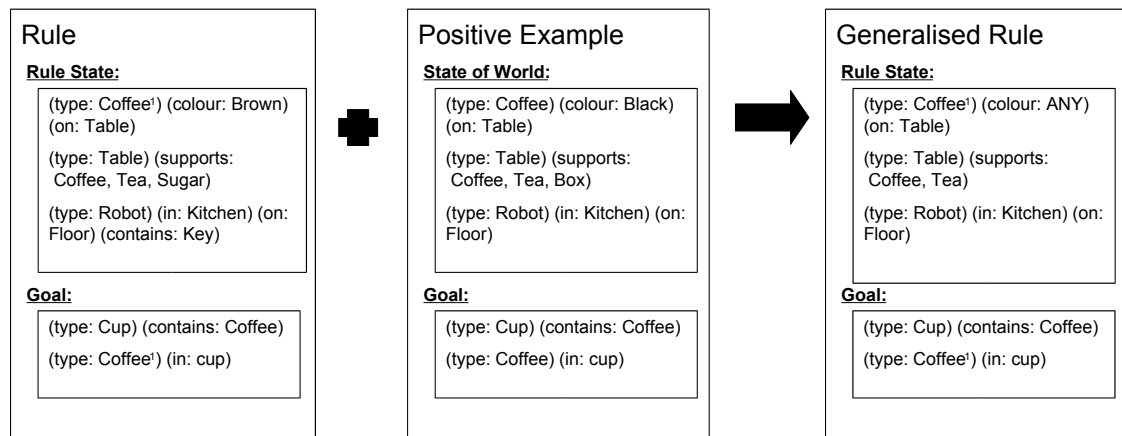 Rule
Rule State:
(type: Coffee¹) (colour: Brown)
(on: Table)
(type: Table) (supports:
Coffee, Tea, Sugar)
(type: Robot) (in: Kitchen) (on:
Floor) (contains: Key)
Goal:
(type: Cup) (contains: Coffee)
(type: Coffee¹) (in: cup)
Positive Example
State of World:
(type: Coffee) (colour: Black)
(on: Table)
(type: Table) (supports:
Coffee, Tea, Box)
(type: Robot) (in: Kitchen) (on:
Floor)
Goal:
(type: Cup) (contains: Coffee)
(type: Coffee) (in: cup)
Generalised Rule
Rule State:
(type: Coffee¹) (colour: ANY)
(on: Table)
(type: Table) (supports:
Coffee, Tea)
(type: Robot) (in: Kitchen) (on:
Floor)
Goal:
(type: Cup) (contains: Coffee)
(type: Coffee¹) (in: cup)